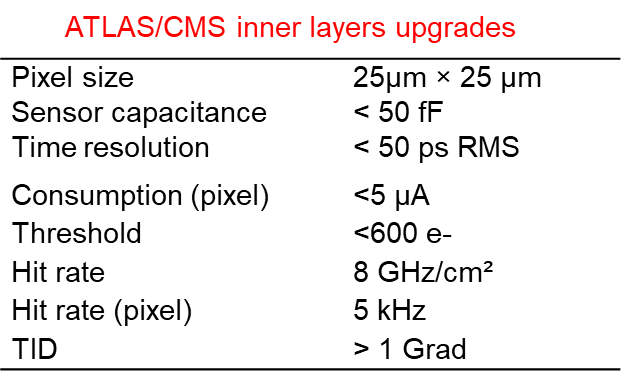 ATLAS/CMS inner layers upgrades
Pixel size 25μm × 25 μm
Sensor capacitance < 50 fF
Time resolution < 50 ps RMS
Consumption (pixel) <5 μA
Threshold <600 e-
Hit rate 8 GHz/cm²
Hit rate (pixel) 5 kHz
TID > 1 Grad